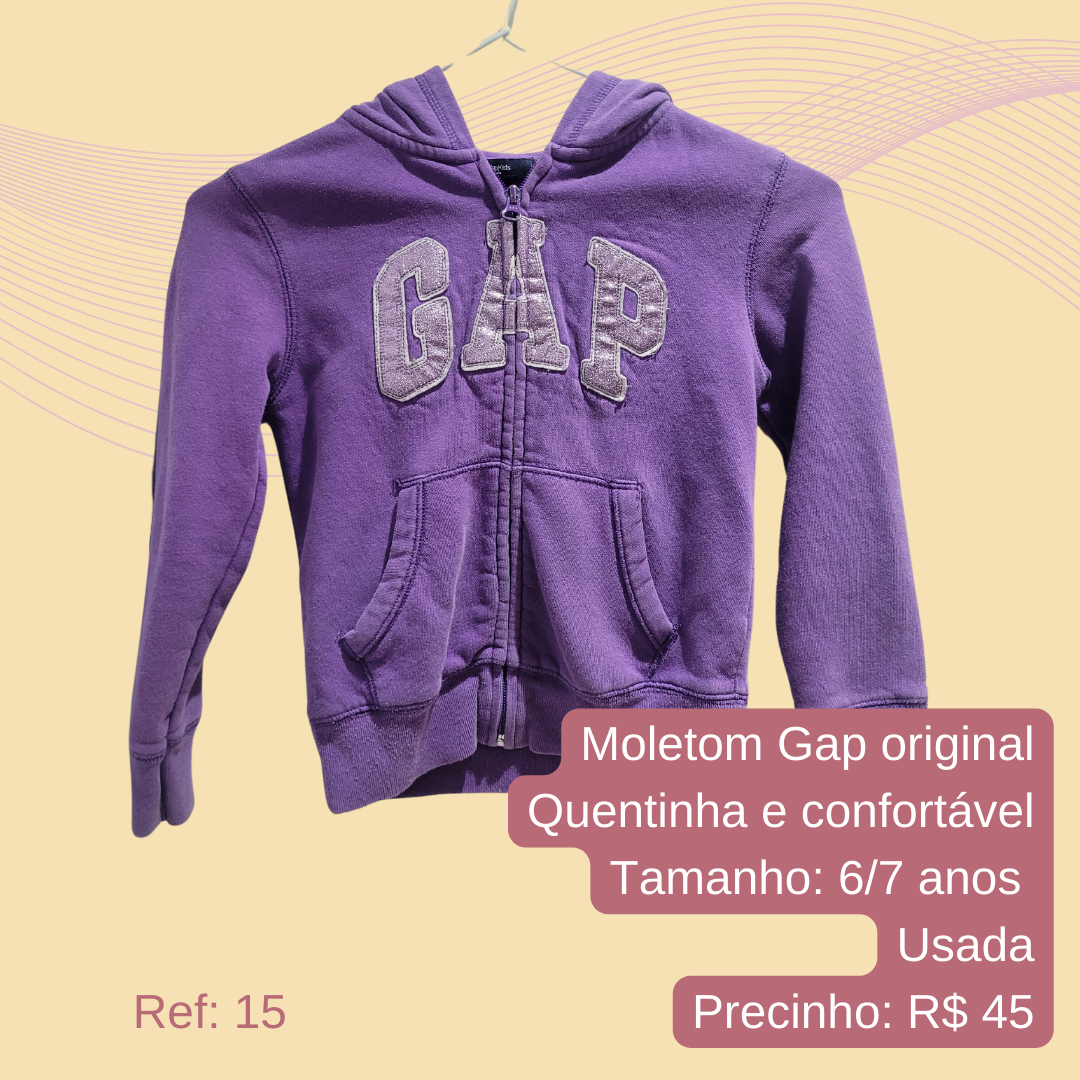 GAP
Moletom Gap original
Quentinha e confortável
Tamanho: 6/7 anos
Usada
Precinho: R$ 45
Ref: 15